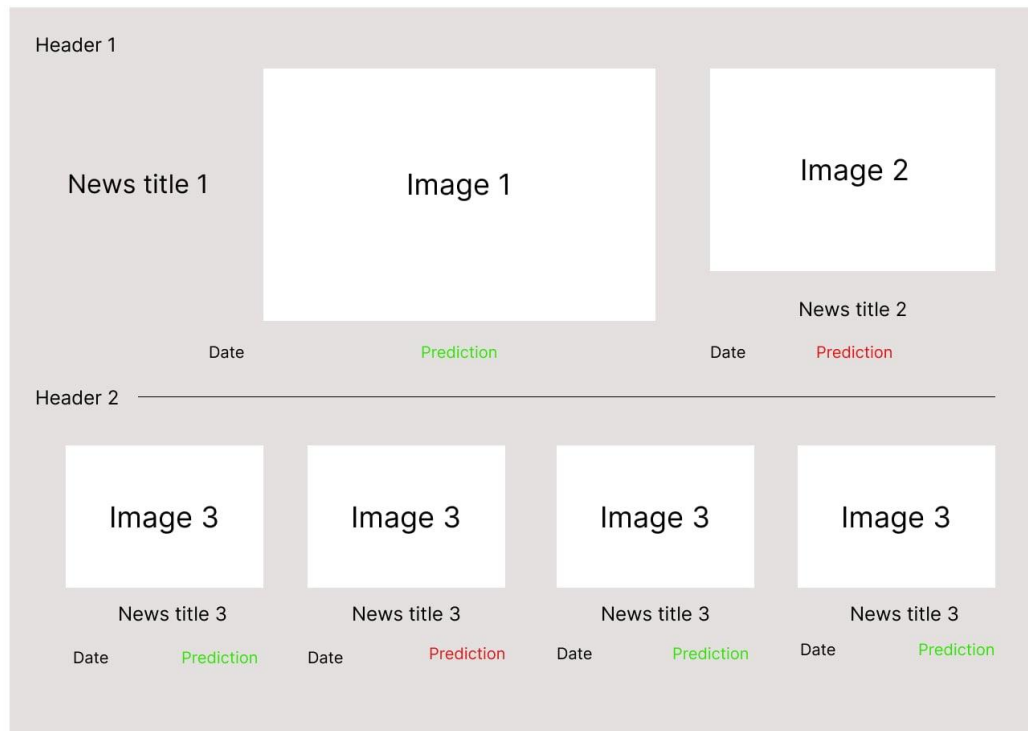 Header 1
News title 1
Image 1
Image 2
News title 2
Date
Prediction
Date
Prediction
Header 2
Image 3
Image 3
Image 3
Image 3
News title 3
News title 3
News title 3
News title 3
Date
Prediction
Date
Prediction
Date
Prediction
Date
Prediction